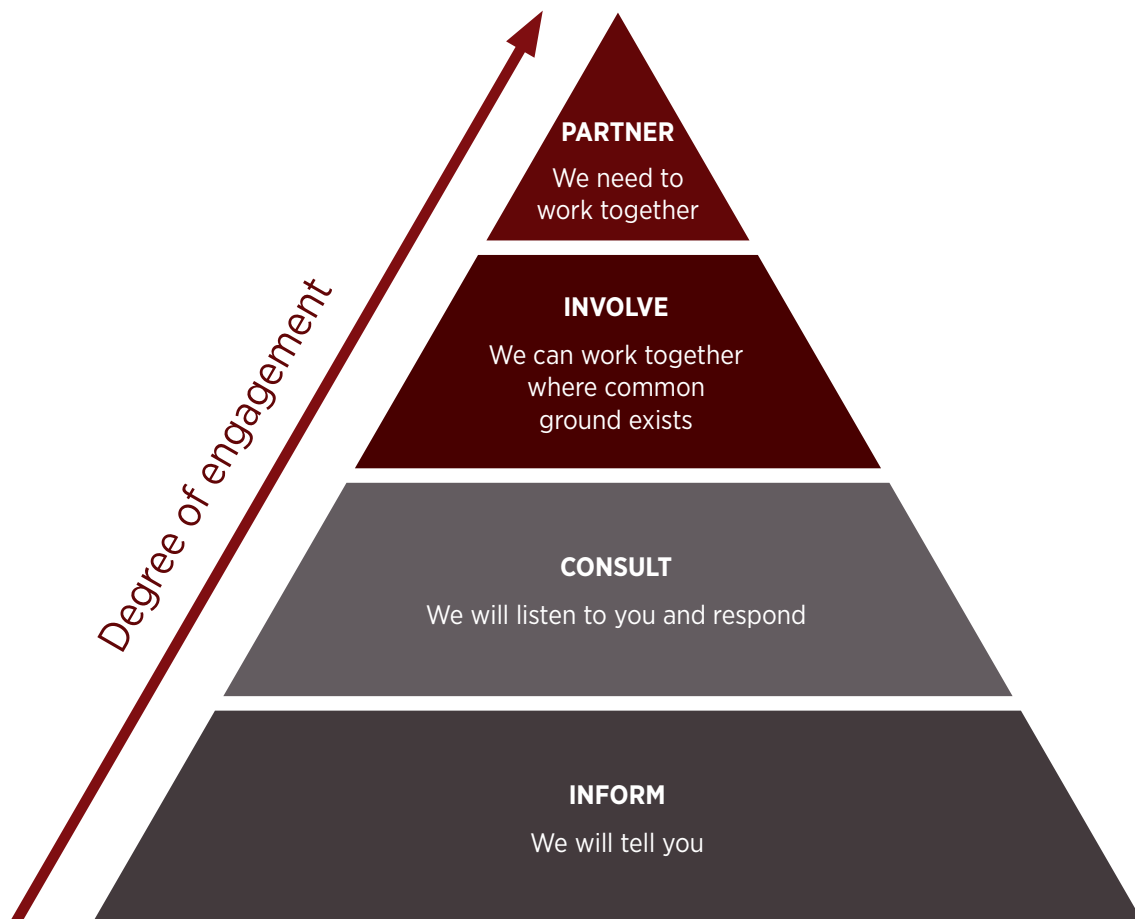 PARTNER
We need to
work together
INVOLVE
We can work together
where common
ground exists
CONSULT
We will listen to you and respond
INFORM
We will tell you
Degree of engagement